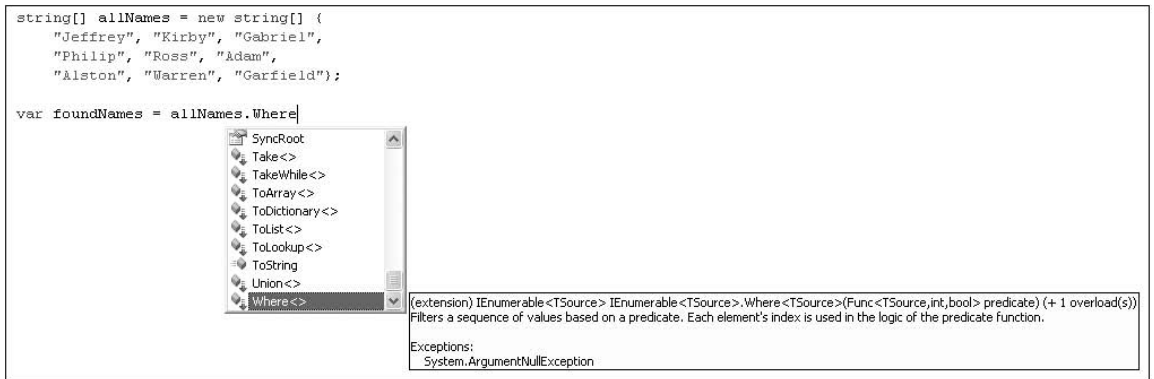 string[] allNames = new string[] {
"Jeffrey", "Kirby", "Gabriel",
"Philip", "Ross", "Adam",
"Alston", "Warren", "Garfield"};
var foundNames = allNames.Where
SyncRoot
Take<>
TakeWhile<>
ToArray<>
ToDictionary<>
ToList<>
ToLookup<>
ToString
Union<>
Where<>
(extension) IEnumerable<TSource> IEnumerable<TSource>.Where<TSource>(Func<TSource,int,bool> predicate) (+ 1 overload(s))
Filters a sequence of values based on a predicate. Each element's index is used in the logic of the predicate function.
Exceptions:
System.ArgumentNullException